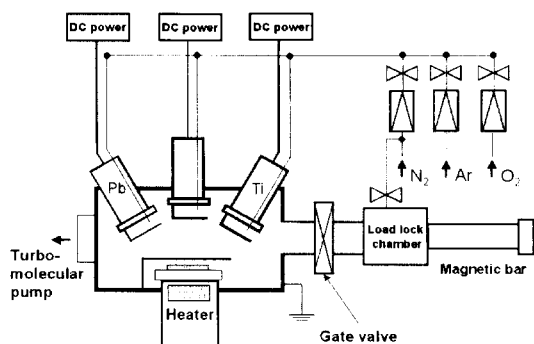 DC power
DC power
DC power
Pb
Ti
N₂
Ar
O₂
Load lock
chamber
Turbo-
molecular
pump
Magnetic bar
Heater
Gate valve